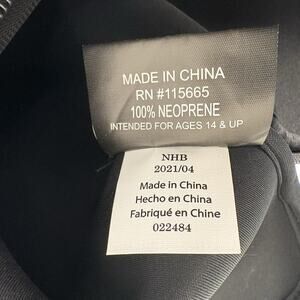 MADE IN CHINA
RN #115665
100% NEOPRENE
INTENDED FOR AGES 14 & UP
NHB
2021/04
Made in China
Hecho en China
Fabriqué en Chine
022484